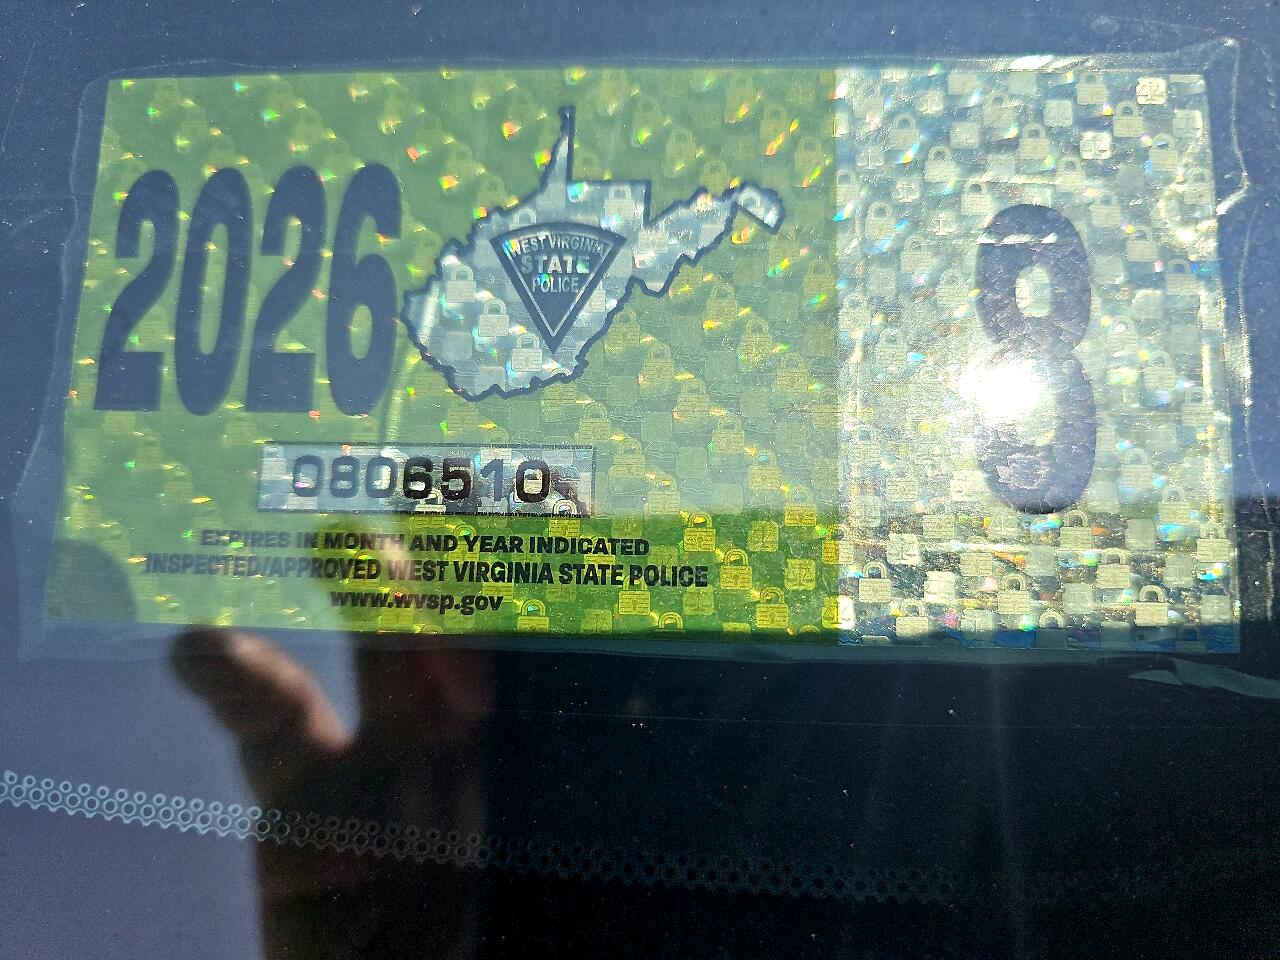 2026
WEST VIRGINIA
STATE
POLICE
8
0806510
EXPIRES IN MONTH AND YEAR INDICATED
INSPECTED/APPROVED WEST VIRGINIA STATE POLICE
www.wvsp.gov